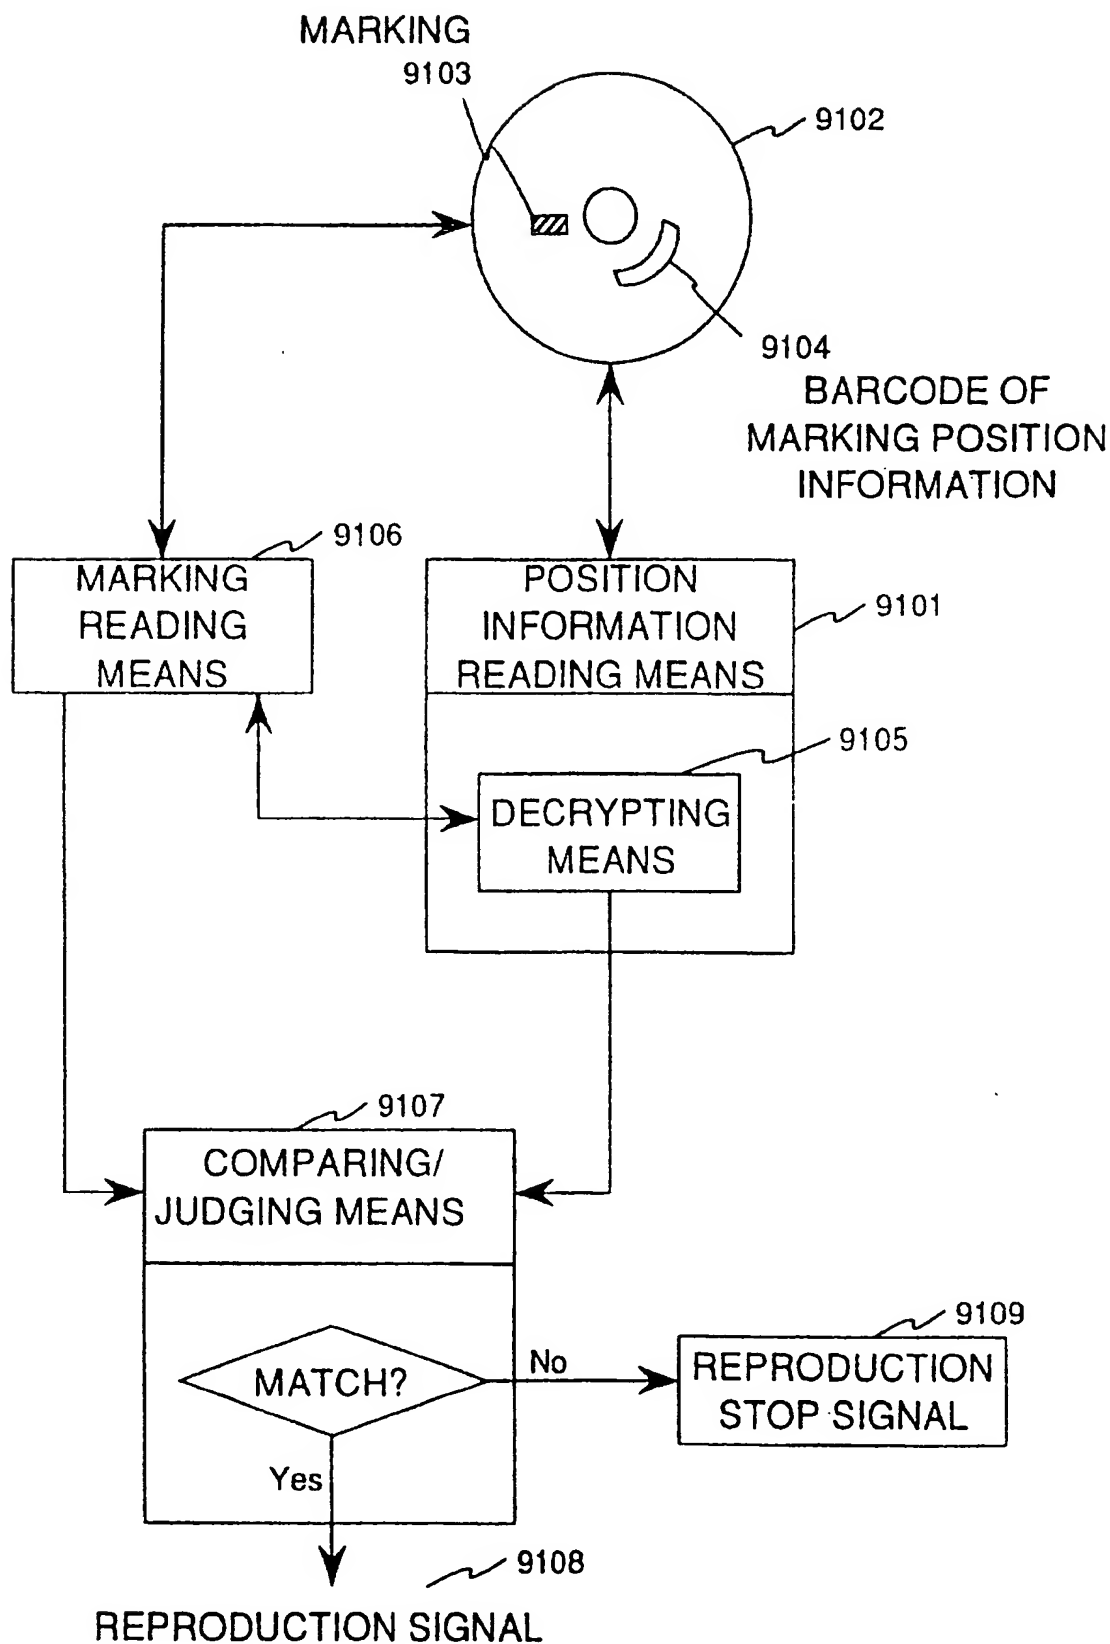 MARKING
9103
9102
9104
BARCODE OF
MARKING POSITION
INFORMATION
9106
MARKING
READING
MEANS
POSITION
INFORMATION
READING MEANS
9101
9105
DECRYPTING
MEANS
9107
COMPARING/
JUDGING MEANS
MATCH?
No
9109
REPRODUCTION
STOP SIGNAL
Yes
9108
REPRODUCTION SIGNAL